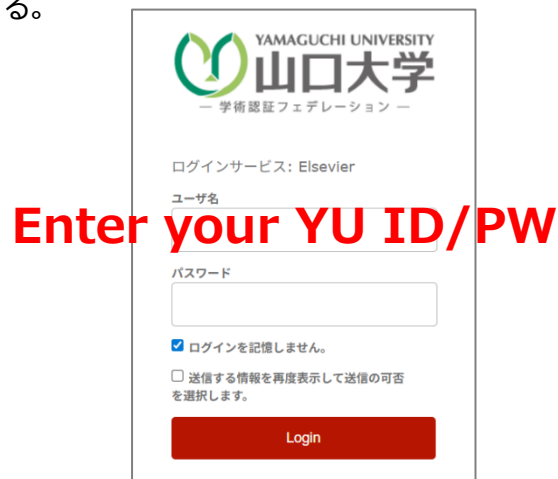 る。
YAMAGUCHI UNIVERSITY
山口大学
― 学術認証フェデレーション ―
ログインサービス: Elsevier
ユーザ名
Enter your YU ID/PW
パスワード
ログインを記憶しません。
送信する情報を再度表示して送信の可否
を選択します。
Login